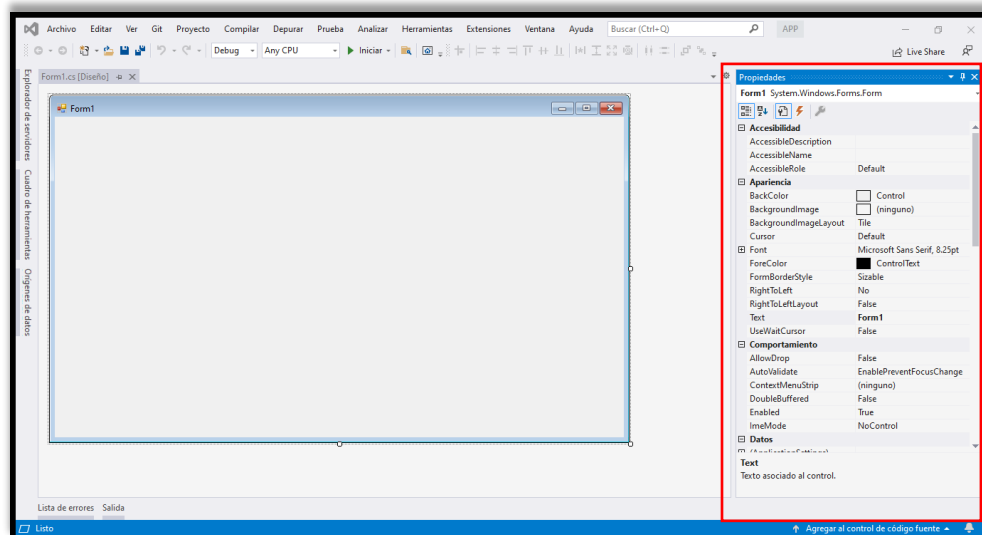 Archivo Editar Ver Git Proyecto Compilar Depurar Prueba Analizar Herramientas Extensiones Ventana Ayuda Buscar (Ctrl+Q) APP
Debug Any CPU Iniciar Live Share
Explorador de servidores
Cuadro de herramientas
Orígenes de datos
Form1.cs [Diseño]
Form1
Propiedades
Form1 System.Windows.Forms.Form
Accesibilidad
AccessibleDescription
AccessibleName
AccessibleRole Default
Apariencia
BackColor Control
BackgroundImage (ninguno)
BackgroundImageLayout Tile
Cursor Default
Font Microsoft Sans Serif, 8.25pt
ForeColor ControlText
FormBorderStyle Sizable
RightToLeft No
RightToLeftLayout False
Text Form1
UseWaitCursor False
Comportamiento
AllowDrop False
AutoValidate EnablePreventFocusChange
ContextMenuStrip (ninguno)
DoubleBuffered False
Enabled True
ImeMode NoControl
Datos
(ApplicationSettings)
Text
Texto asociado al control.
Lista de errores Salida
Listo Agregar al control de código fuente